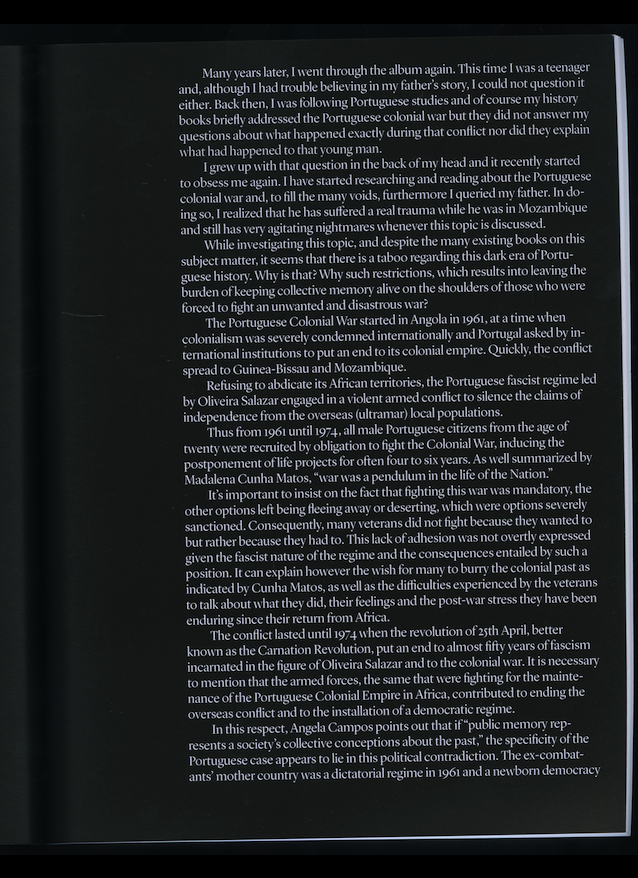 Many years later, I went through the album again. This time I was a teenager
and, although I had trouble believing in my father's story, I could not question it
either. Back then, I was following Portuguese studies and of course my history
books briefly addressed the Portuguese colonial war but they did not answer my
questions about what happened exactly during that conflict nor did they explain
what had happened to that young man.
I grew up with that question in the back of my head and it recently started
to obsess me again. I have started researching and reading about the Portuguese
colonial war and, to fill the many voids, furthermore I queried my father. In do-
ing so, I realized that he has suffered a real trauma while he was in Mozambique
and still has very agitating nightmares whenever this topic is discussed.
While investigating this topic, and despite the many existing books on this
subject matter, it seems that there is a taboo regarding this dark era of Portu-
guese history. Why is that? Why such restrictions, which results into leaving the
burden of keeping collective memory alive on the shoulders of those who were
forced to fight an unwanted and disastrous war?
The Portuguese Colonial War started in Angola in 1961, at a time when
colonialism was severely condemned internationally and Portugal asked by in-
ternational institutions to put an end to its colonial empire. Quickly, the conflict
spread to Guinea-Bissau and Mozambique.
Refusing to abdicate its African territories, the Portuguese fascist regime led
by Oliveira Salazar engaged in a violent armed conflict to silence the claims of
independence from the overseas (ultramar) local populations.
Thus from 1961 until 1974, all male Portuguese citizens from the age of
twenty were recruited by obligation to fight the Colonial War, inducing the
postponement of life projects for often four to six years. As well summarized by
Madalena Cunha Matos, "war was a pendulum in the life of the Nation."
It's important to insist on the fact that fighting this war was mandatory, the
other options left being fleeing away or deserting, which were options severely
sanctioned. Consequently, many veterans did not fight because they wanted to
but rather because they had to. This lack of adhesion was not overtly expressed
given the fascist nature of the regime and the consequences entailed by such a
position. It can explain however the wish for many to burry the colonial past as
indicated by Cunha Matos, as well as the difficulties experienced by the veterans
to talk about what they did, their feelings and the post-war stress they have been
enduring since their return from Africa.
The conflict lasted until 1974 when the revolution of 25th April, better
known as the Carnation Revolution, put an end to almost fifty years of fascism
incarnated in the figure of Oliveira Salazar and to the colonial war. It is necessary
to mention that the armed forces, the same that were fighting for the mainte-
nance of the Portuguese Colonial Empire in Africa, contributed to ending the
overseas conflict and to the installation of a democratic regime.
In this respect, Angela Campos points out that if "public memory rep-
resents a society's collective conceptions about the past," the specificity of the
Portuguese case appears to lie in this political contradiction. The ex-combat-
ants' mother country was a dictatorial regime in 1961 and a newborn democracy